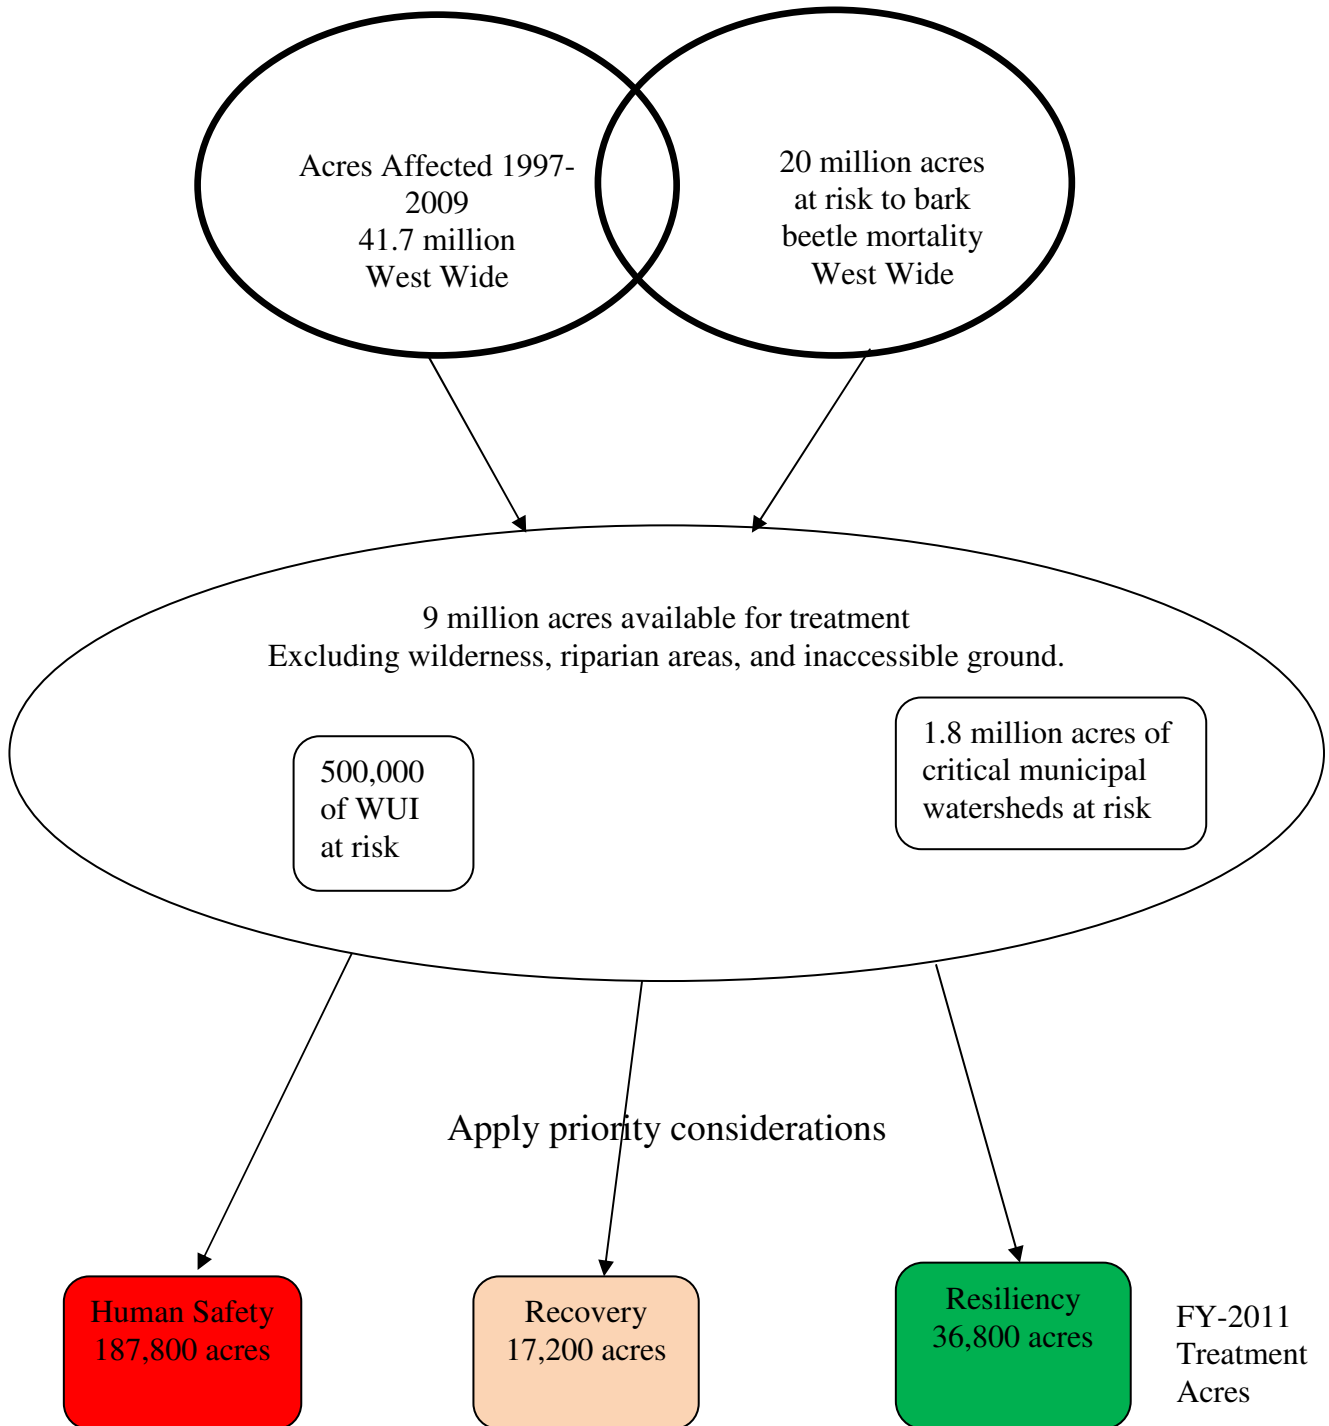 Acres Affected 1997-
2009
41.7 million
West Wide
20 million acres
at risk to bark
beetle mortality
West Wide
9 million acres available for treatment
Excluding wilderness, riparian areas, and inaccessible ground.
500,000
of WUI
at risk
1.8 million acres of
critical municipal
watersheds at risk
Apply priority considerations
Human Safety
187,800 acres
Recovery
17,200 acres
Resiliency
36,800 acres
FY-2011
Treatment
Acres